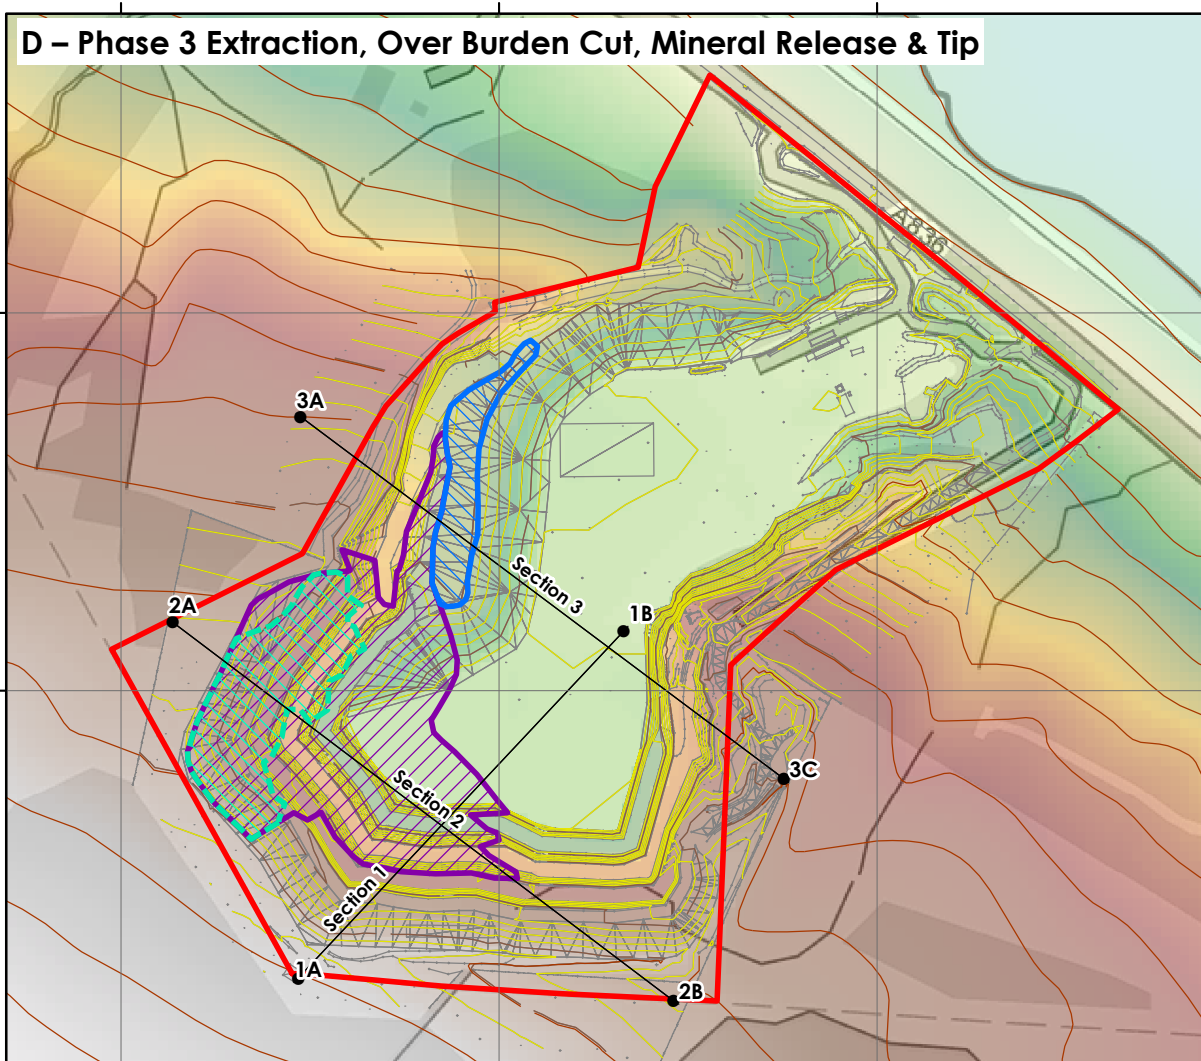 D – Phase 3 Extraction, Over Burden Cut, Mineral Release & Tip
A836
3A
Section 3
2A
1B
3C
Section 2
Section 1
1A
2B